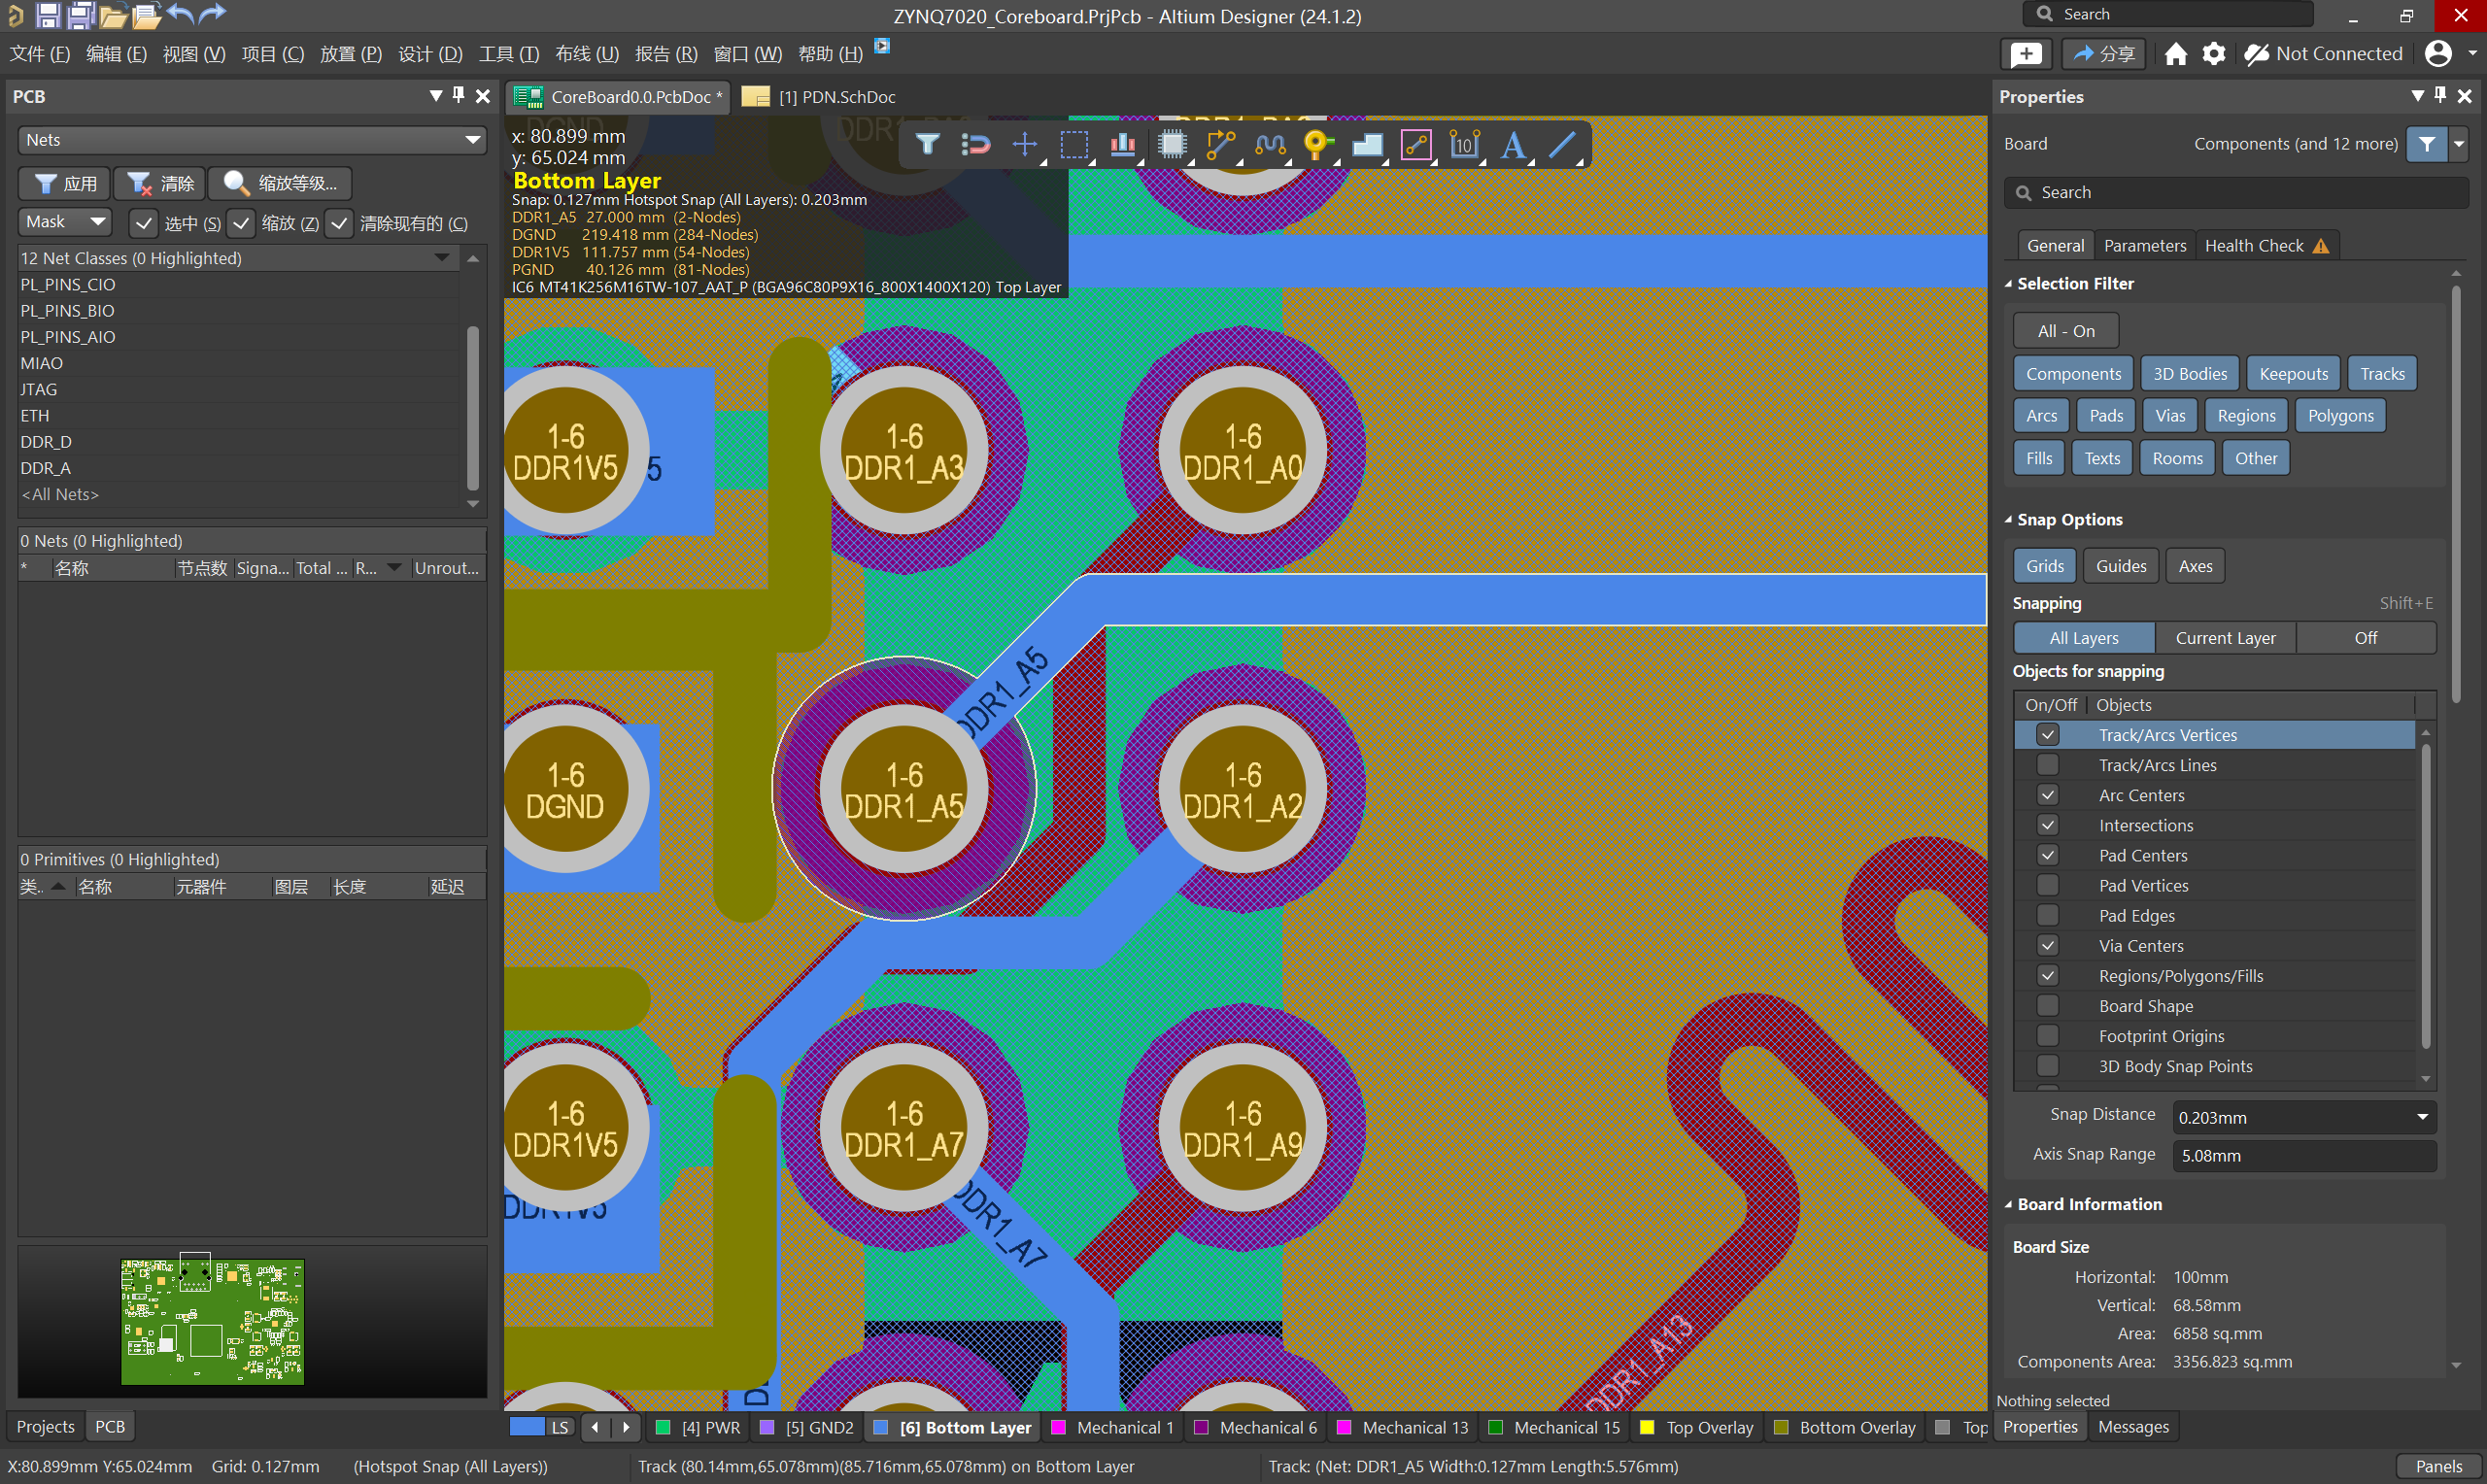 ZYNQ7020_Coreboard.PrjPcb - Altium Designer (24.1.2)
Search
文件 (F) 编辑 (E) 视图 (V) 项目 (C) 放置 (P) 设计 (D) 工具 (T) 布线 (U) 报告 (R) 窗口 (W) 帮助 (H)
分享 Not Connected
PCB
CoreBoard0.0.PcbDoc * [1] PDN.SchDoc
Properties
Nets
应用 清除 缩放等级...
Mask 选中 (S) 缩放 (Z) 清除现有的 (C)
12 Net Classes (0 Highlighted)
PL_PINS_CIO
PL_PINS_BIO
PL_PINS_AIO
MIAO
JTAG
ETH
DDR_D
DDR_A
<All Nets>
0 Nets (0 Highlighted)
* 名称 节点数 Signa... Total ... R... Unrout...
0 Primitives (0 Highlighted)
类.. 名称 元器件 图层 长度 延迟
Projects PCB
x: 80.899 mm
y: 65.024 mm
Bottom Layer
Snap: 0.127mm Hotspot Snap (All Layers): 0.203mm
DDR1_A5 27.000 mm (2-Nodes)
DGND 219.418 mm (284-Nodes)
DDR1V5 111.757 mm (54-Nodes)
PGND 40.126 mm (81-Nodes)
IC6 MT41K256M16TW-107_AAT_P (BGA96C80P9X16_800X1400X120) Top Layer
DGND
10
A
1-6
DDR1V5
5
1-6
DDR1_A3
1-6
DDR1_A0
DDR1_A5
1-6
DGND
1-6
DDR1_A5
1-6
DDR1_A2
1-6
DDR1V5
DDR1V5
1-6
DDR1_A7
1-6
DDR1_A9
DDR1_A7
DDR1_A13
LS [4] PWR [5] GND2 [6] Bottom Layer Mechanical 1 Mechanical 6 Mechanical 13 Mechanical 15 Top Overlay Bottom Overlay Top
Board Components (and 12 more)
Search
General Parameters Health Check
Selection Filter
All - On
Components 3D Bodies Keepouts Tracks
Arcs Pads Vias Regions Polygons
Fills Texts Rooms Other
Snap Options
Grids Guides Axes
Snapping Shift+E
All Layers Current Layer Off
Objects for snapping
On/Off Objects
Track/Arcs Vertices
Track/Arcs Lines
Arc Centers
Intersections
Pad Centers
Pad Vertices
Pad Edges
Via Centers
Regions/Polygons/Fills
Board Shape
Footprint Origins
3D Body Snap Points
Snap Distance 0.203mm
Axis Snap Range 5.08mm
Board Information
Board Size
Horizontal: 100mm
Vertical: 68.58mm
Area: 6858 sq.mm
Components Area: 3356.823 sq.mm
Nothing selected
Properties Messages
X:80.899mm Y:65.024mm Grid: 0.127mm (Hotspot Snap (All Layers)) Track (80.14mm,65.078mm)(85.716mm,65.078mm) on Bottom Layer Track: (Net: DDR1_A5 Width:0.127mm Length:5.576mm)
Panels